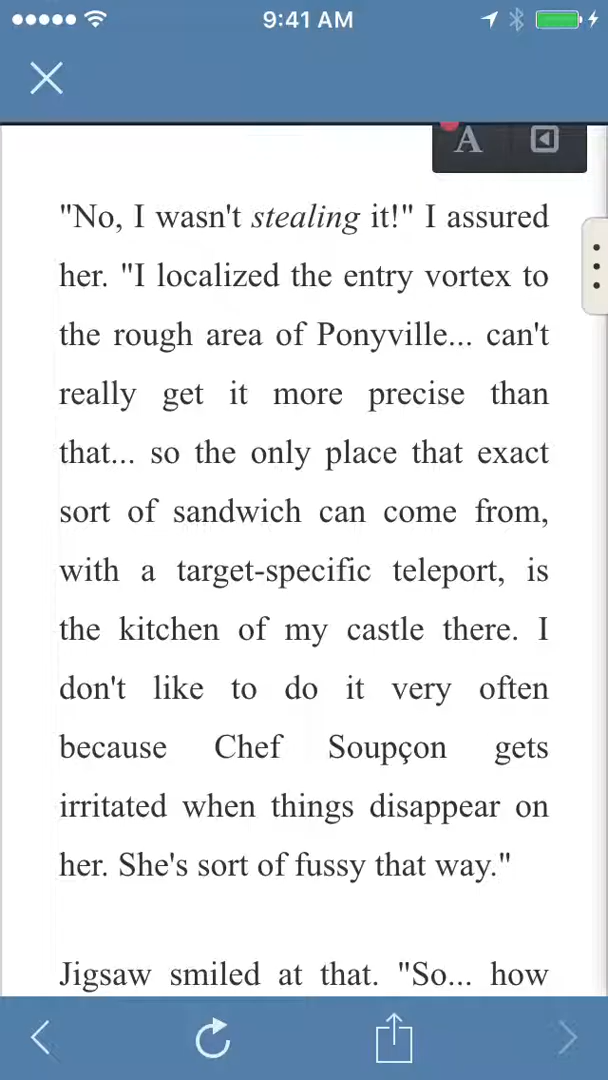 9:41 AM
A
"No, I wasn't stealing it!" I assured
her. "I localized the entry vortex to
the rough area of Ponyville... can't
really get it more precise than
that... so the only place that exact
sort of sandwich can come from,
with a target-specific teleport, is
the kitchen of my castle there. I
don't like to do it very often
because Chef Soupçon gets
irritated when things disappear on
her. She's sort of fussy that way."
Jigsaw smiled at that. "So... how